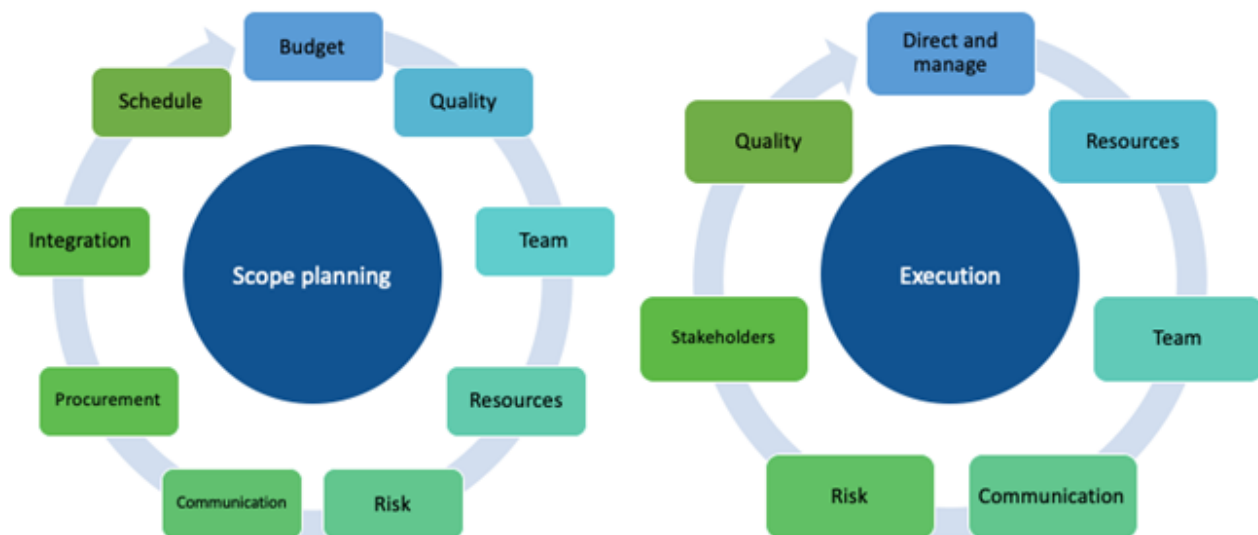 Budget
Quality
Team
Resources
Risk
Communication
Procurement
Integration
Schedule
Scope planning
Direct and
manage
Resources
Team
Communication
Risk
Stakeholders
Quality
Execution